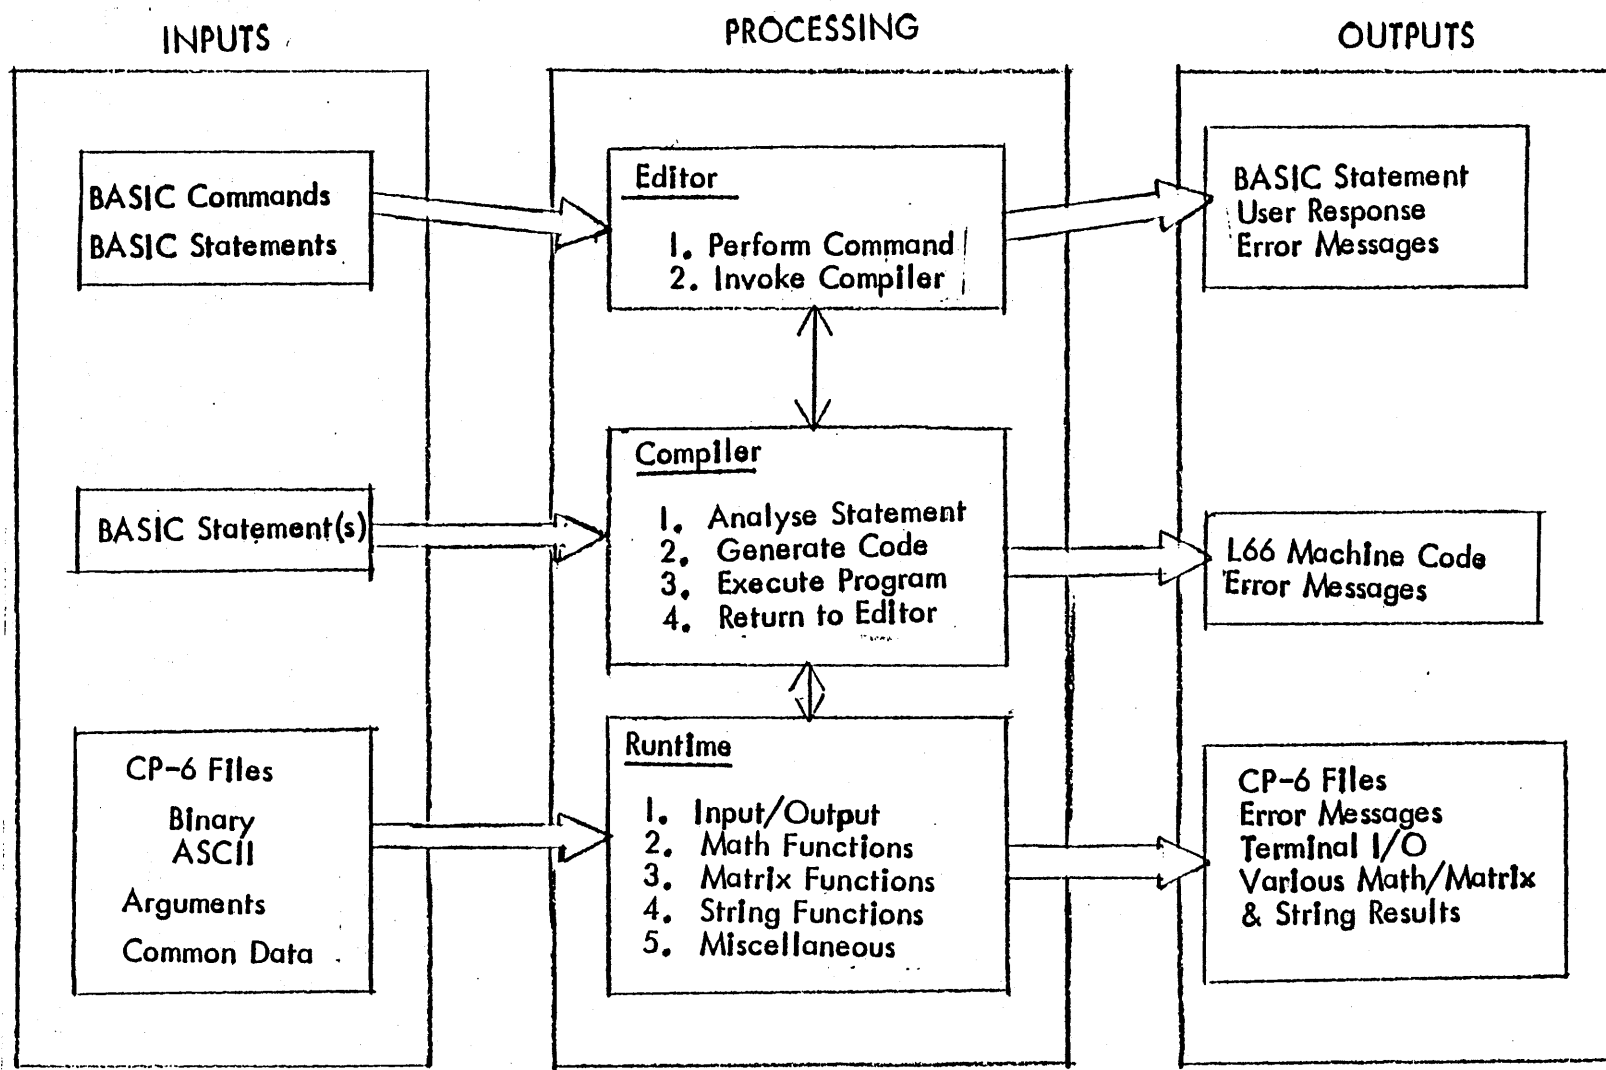 INPUTS
PROCESSING
OUTPUTS
BASIC Commands
BASIC Statements
Editor
1. Perform Command
2. Invoke Compiler
BASIC Statement
User Response
Error Messages
BASIC Statement(s)
Compiler
1. Analyse Statement
2. Generate Code
3. Execute Program
4. Return to Editor
L66 Machine Code
Error Messages
CP-6 Files
Binary
ASCII
Arguments
Common Data
Runtime
1. Input/Output
2. Math Functions
3. Matrix Functions
4. String Functions
5. Miscellaneous
CP-6 Files
Error Messages
Terminal I/O
Various Math/Matrix
& String Results